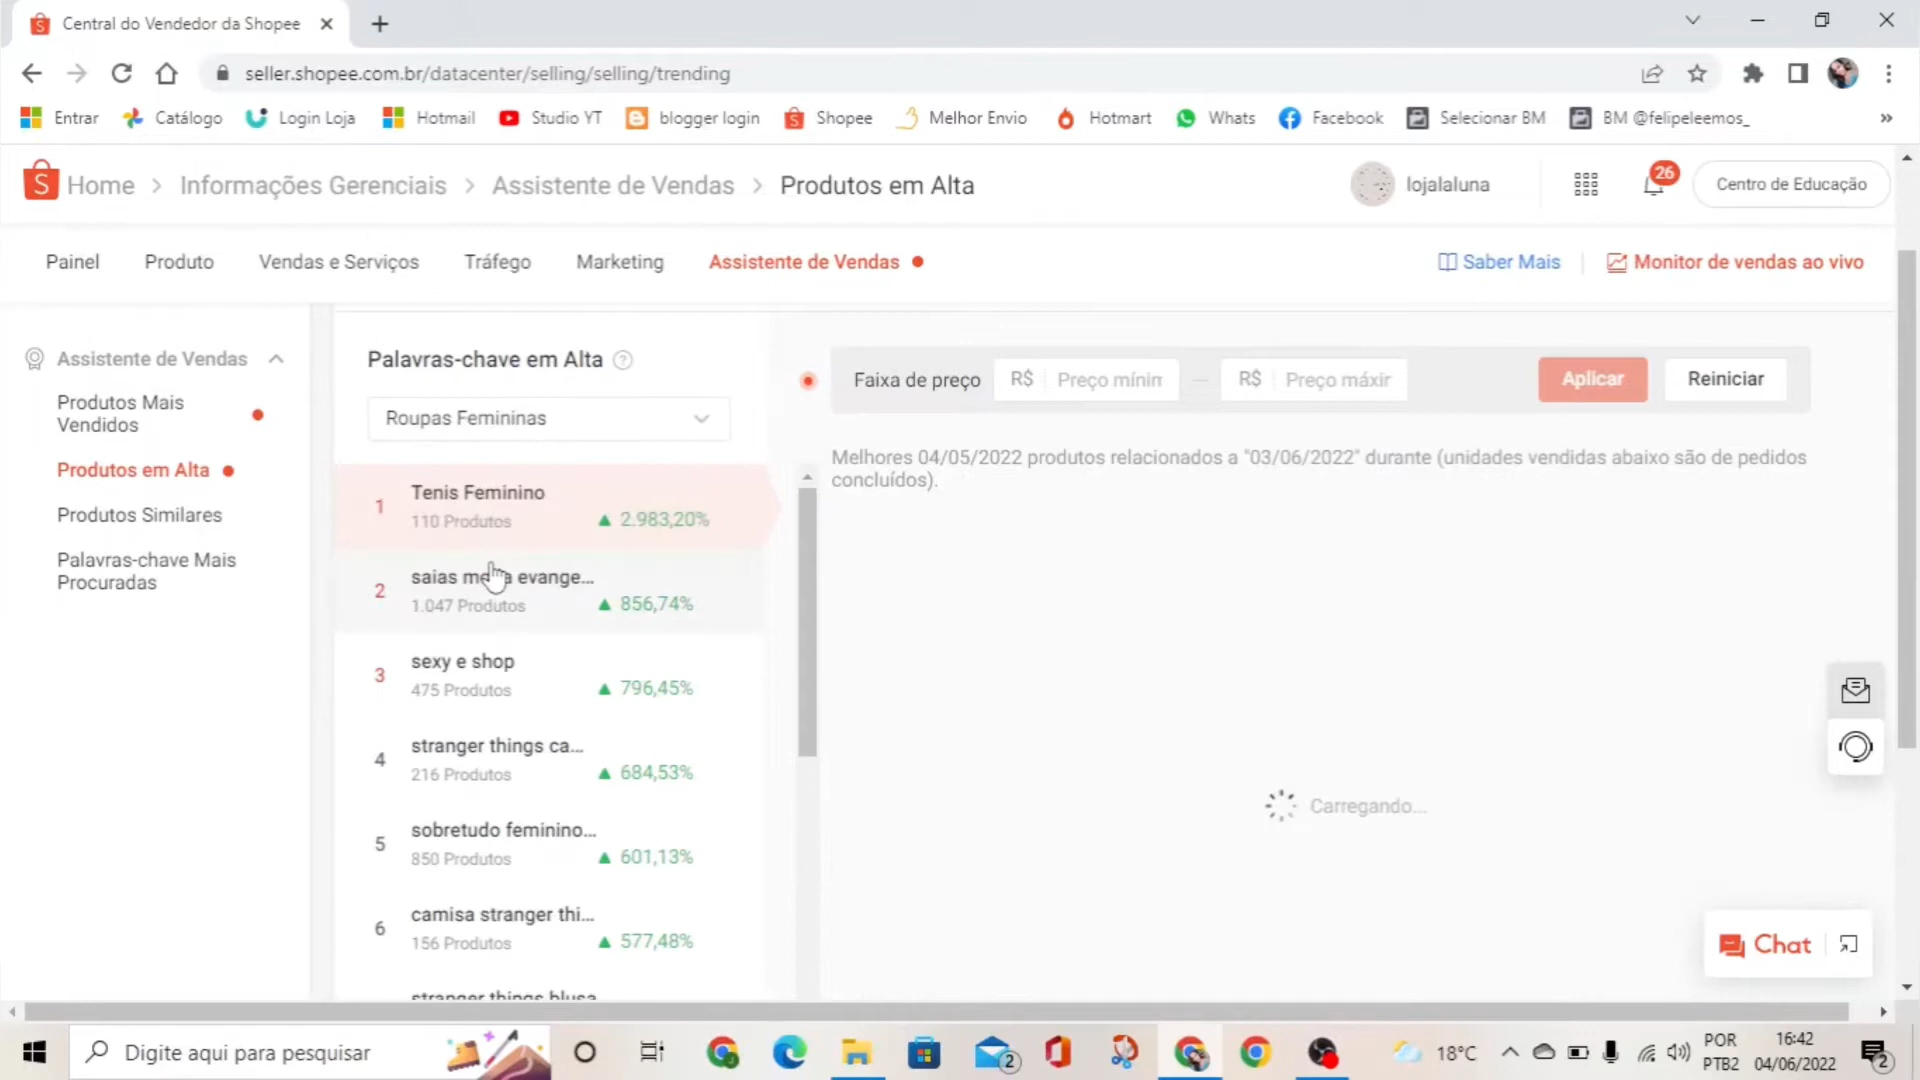 Central do Vendedor da Shopee
seller.shopee.com.br/datacenter/selling/selling/trending
Entrar
Catálogo
Login Loja
Hotmail
Studio YT
blogger login
Shopee
Melhor Envio
Hotmart
Whats
Facebook
Selecionar BM
BM @felipeleemos_
Home > Informações Gerenciais > Assistente de Vendas > Produtos em Alta
lojalaluna
26
Centro de Educação
Painel
Produto
Vendas e Serviços
Tráfego
Marketing
Assistente de Vendas
Saber Mais
Monitor de vendas ao vivo
Assistente de Vendas
Produtos Mais
Vendidos
Produtos em Alta
Produtos Similares
Palavras-chave Mais
Procuradas
Palavras-chave em Alta
Roupas Femininas
1 Tenis Feminino
110 Produtos ▲ 2.983,20%
2 saias evange...
1.047 Produtos ▲ 856,74%
3 sexy e shop
475 Produtos ▲ 796,45%
4 stranger things ca...
216 Produtos ▲ 684,53%
5 sobretudo feminino...
850 Produtos ▲ 601,13%
6 camisa stranger thi...
156 Produtos ▲ 577,48%
stranger things blusa
Faixa de preço R$ Preço mínin — R$ Preço máxir
Aplicar
Reiniciar
Melhores 04/05/2022 produtos relacionados a "03/06/2022" durante (unidades vendidas abaixo são de pedidos
concluídos).
Carregando...
Chat
Digite aqui para pesquisar
2
18°C
POR
PTB2
16:42
04/06/2022
2